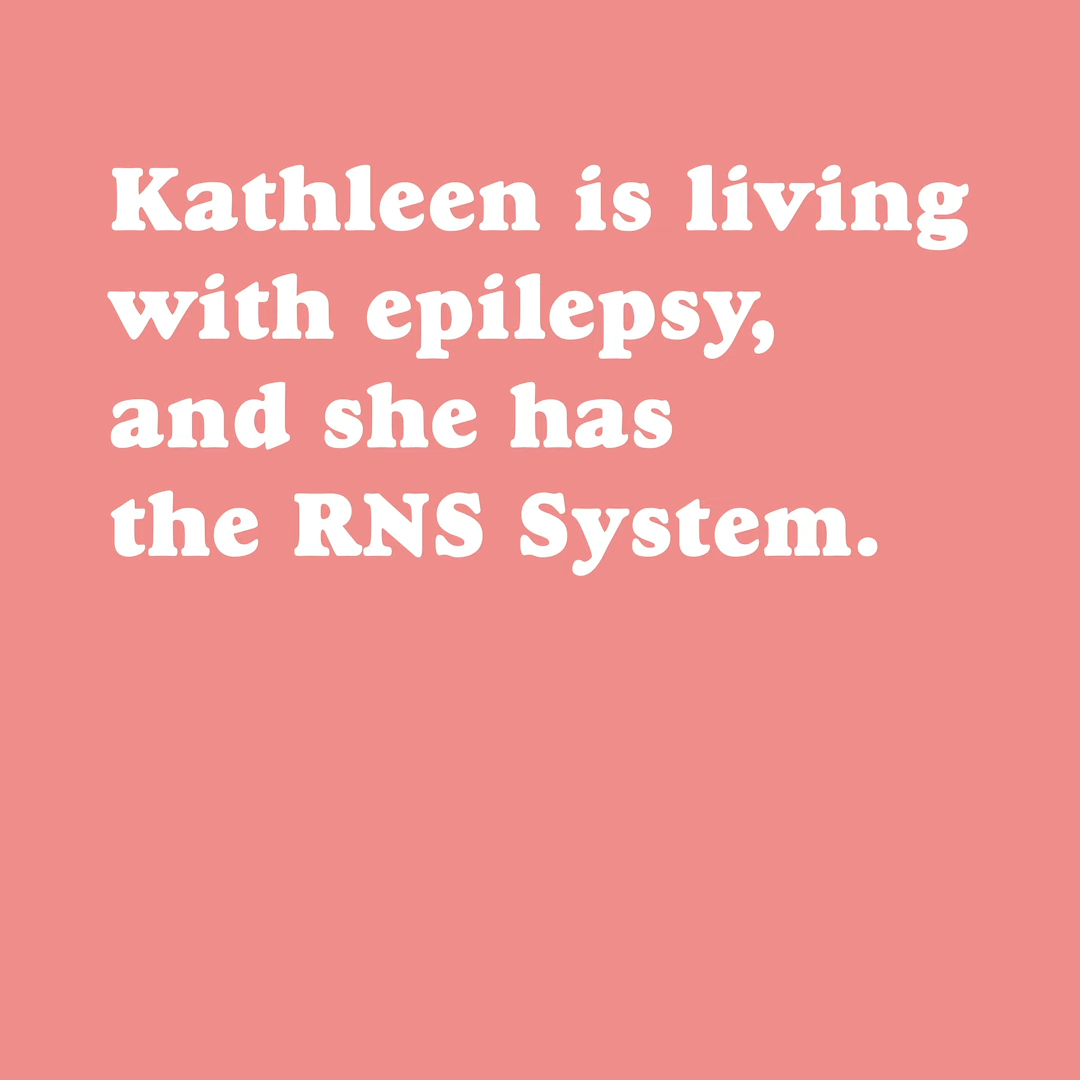 Kathleen is living
with epilepsy,
and she has
the RNS System.